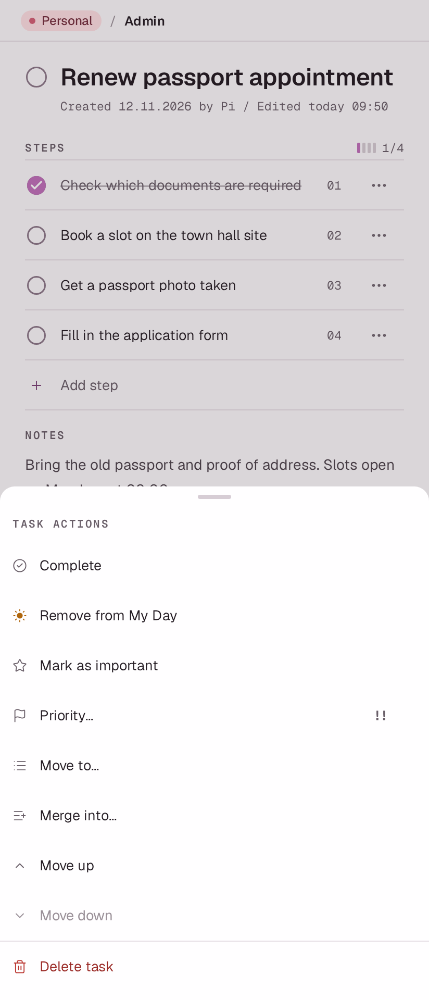 Personal / Admin
Renew passport appointment
Created 12.11.2026 by Pi / Edited today 09:50
STEPS 1/4
Check which documents are required 01
Book a slot on the town hall site 02
Get a passport photo taken 03
Fill in the application form 04
Add step
NOTES
Bring the old passport and proof of address. Slots open
TASK ACTIONS
Complete
Remove from My Day
Mark as important
Priority… !!
Move to…
Merge into…
Move up
Move down
Delete task